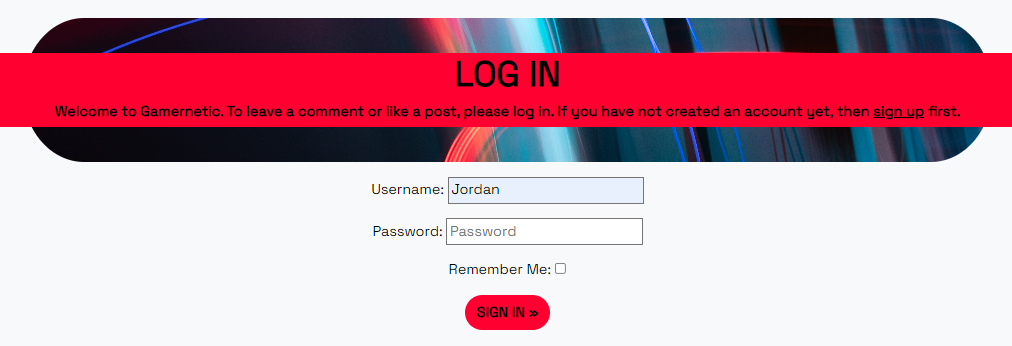 LOG IN
Welcome to Gamernetic. To leave a comment or like a post, please log in. If you have not created an account yet, then sign up first.
Username: Jordan
Password: Password
Remember Me:
SIGN IN »